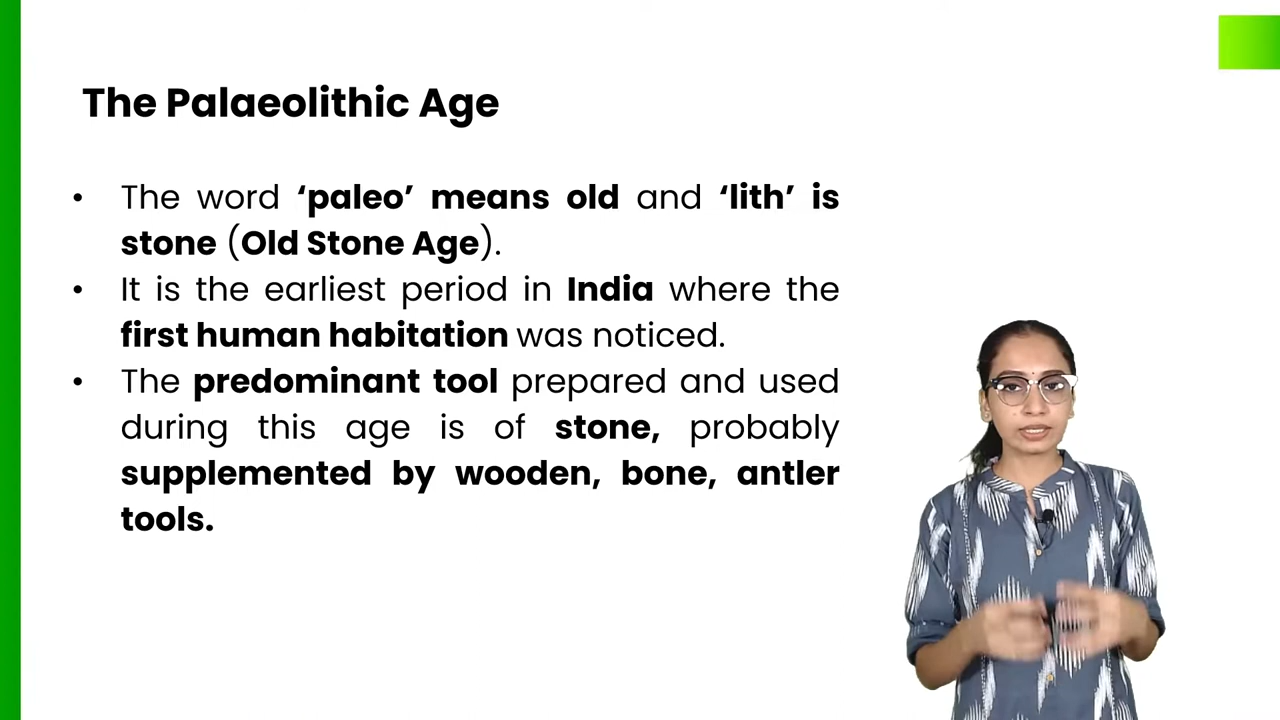 The Palaeolithic Age
• The word ‘paleo’ means old and ‘lith’ is
stone (Old Stone Age).
• It is the earliest period in India where the
first human habitation was noticed.
• The predominant tool prepared and used
during this age is of stone, probably
supplemented by wooden, bone, antler
tools.